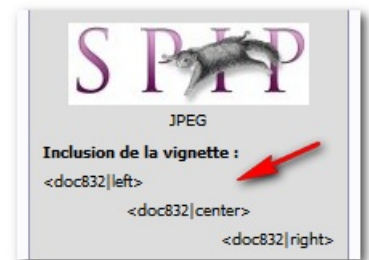 SPIP
JPEG
Inclusion de la vignette :
<doc832|left>
<doc832|center>
<doc832|right>